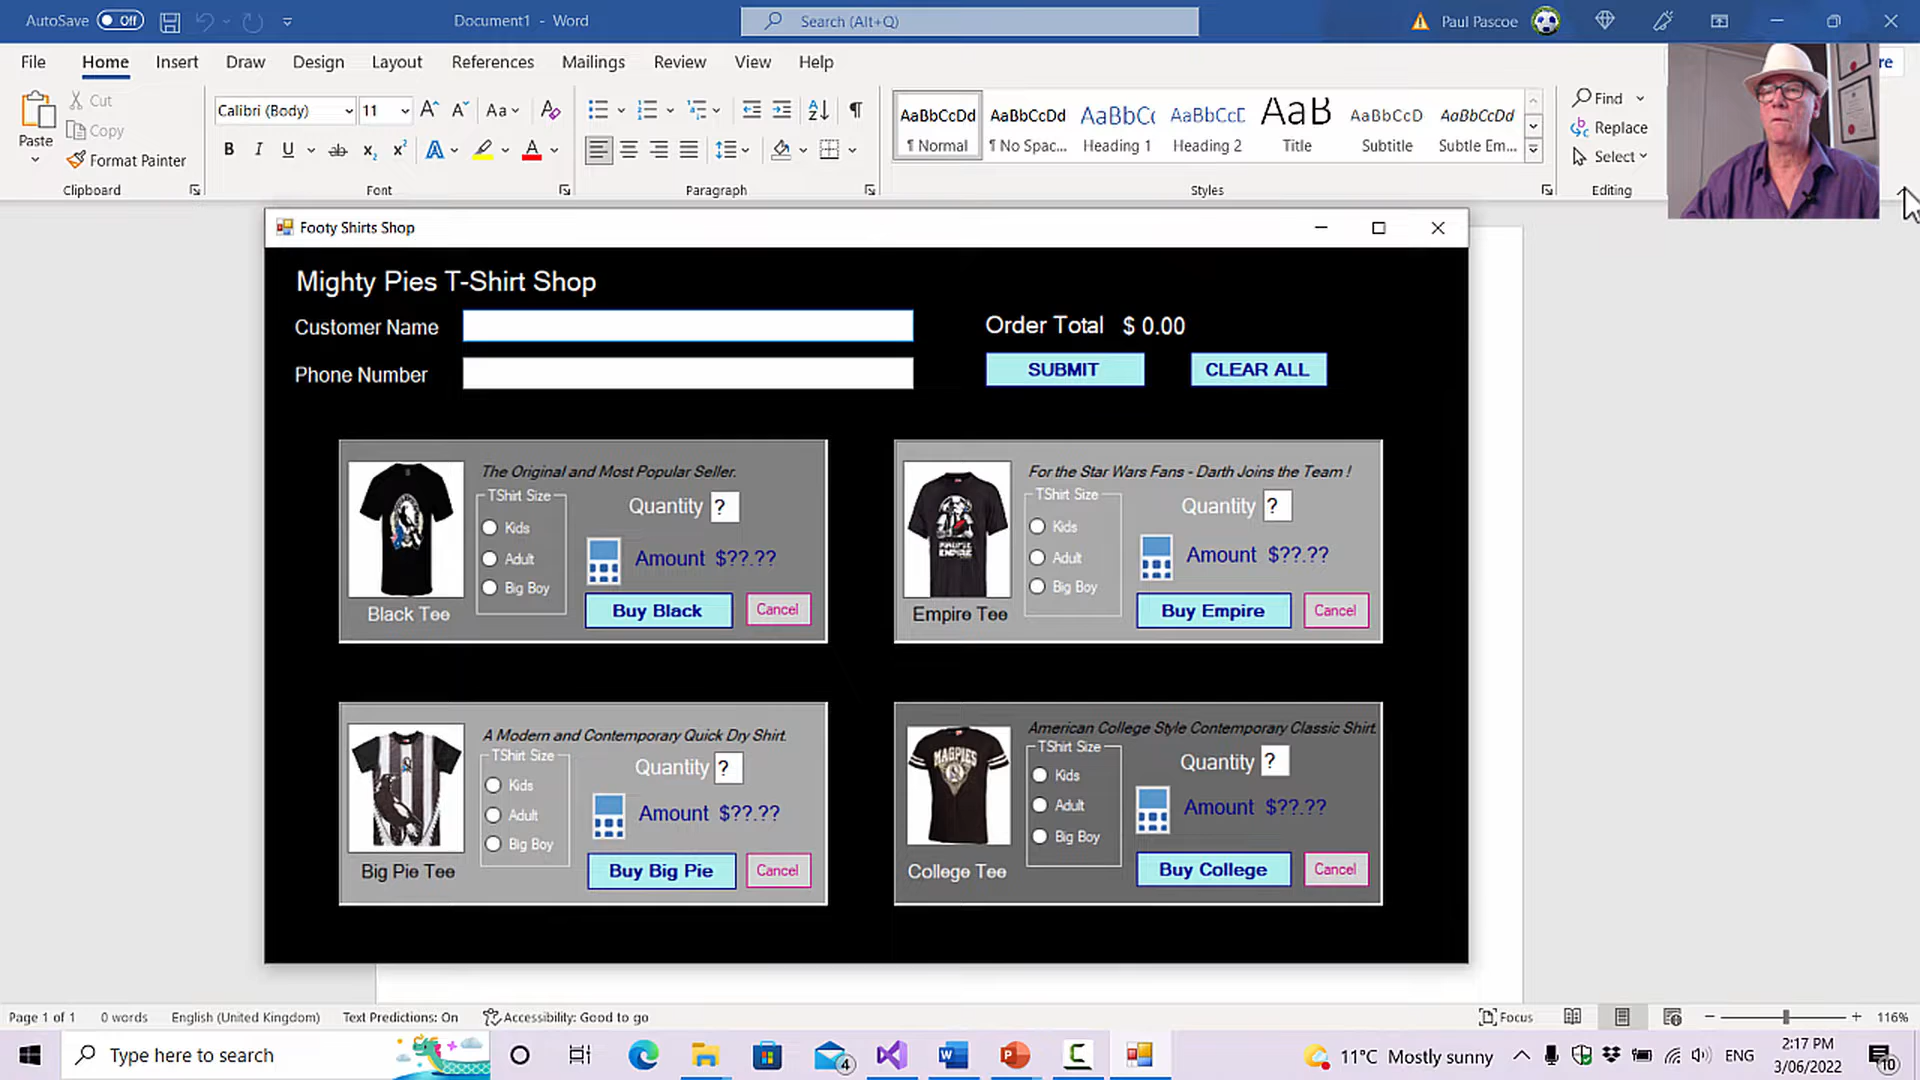 AutoSave Off
Document1 - Word
Search (Alt+Q)
Paul Pascoe
File Home Insert Draw Design Layout References Mailings Review View Help
re
Paste
Cut
Copy
Format Painter
Clipboard
Calibri (Body) 11
Aa
B I U ab x₂ x² A A
Font
Paragraph
AaBbCcDd
¶ Normal
AaBbCcDd
¶ No Spac...
AaBbCc
Heading 1
AaBbCcE
Heading 2
AaB
Title
AaBbCcD
Subtitle
AaBbCcDd
Subtle Em...
Styles
Find
Replace
Select
Editing
Footy Shirts Shop
Mighty Pies T-Shirt Shop
Customer Name
Phone Number
Order Total $ 0.00
SUBMIT
CLEAR ALL
The Original and Most Popular Seller.
TShirt Size
Kids
Adult
Big Boy
Quantity ?
Amount $??.??
Buy Black
Cancel
Black Tee
For the Star Wars Fans - Darth Joins the Team !
TShirt Size
Kids
Adult
Big Boy
Quantity ?
Amount $??.??
Buy Empire
Cancel
MAGPIE
EMPIRE
Empire Tee
A Modern and Contemporary Quick Dry Shirt.
TShirt Size
Kids
Adult
Big Boy
Quantity ?
Amount $??.??
Buy Big Pie
Cancel
Big Pie Tee
American College Style Contemporary Classic Shirt.
TShirt Size
Kids
Adult
Big Boy
Quantity ?
Amount $??.??
Buy College
Cancel
MAGPIES
College Tee
Page 1 of 1 0 words English (United Kingdom) Text Predictions: On Accessibility: Good to go
Focus
116%
Type here to search
4
11°C Mostly sunny
ENG
2:17 PM
3/06/2022
10